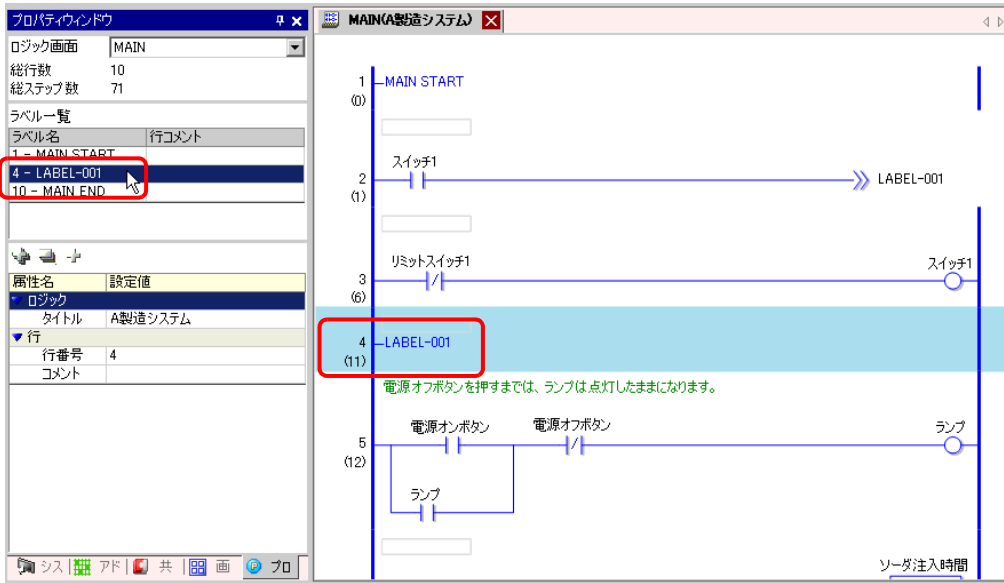 プロパティウィンドウ
ロジック画面 MAIN
総行数 10
総ステップ数 71
ラベル一覧
ラベル名 行コメント
1 - MAIN START
4 - LABEL-001
10 - MAIN END
属性名 設定値
ロジック
タイトル A製造システム
行
行番号 4
コメント
シス アド 共 画 プロ
MAIN(A製造システム)
1 MAIN START
(0)
スイッチ1
2 LABEL-001
(1)
リミットスイッチ1 スイッチ1
3
(6)
4 LABEL-001
(11)
電源オフボタンを押すまでは、ランプは点灯したままになります。
電源オンボタン 電源オフボタン ランプ
5
(12)
ランプ
ソーダ注入時間